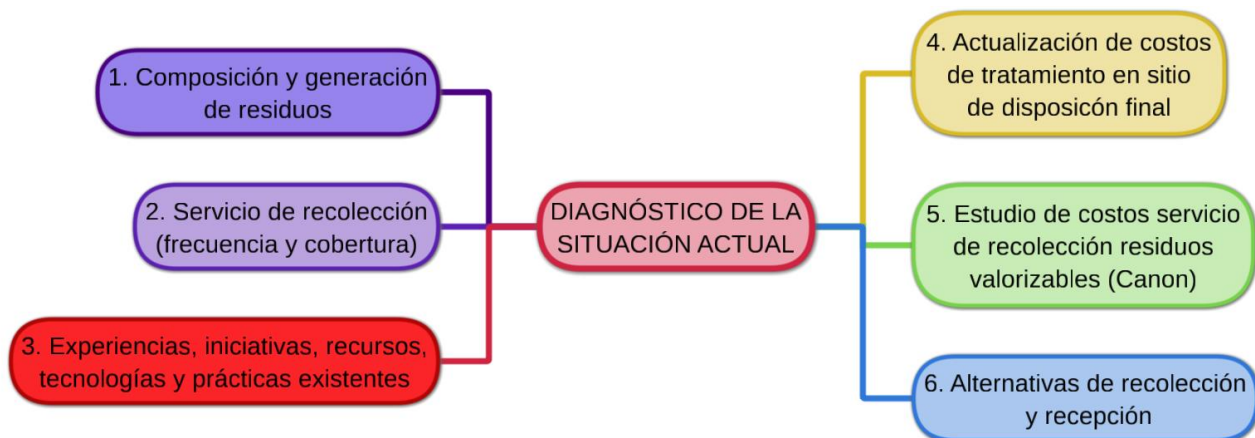 1. Composición y generación
de residuos
2. Servicio de recolección
(frecuencia y cobertura)
3. Experiencias, iniciativas, recursos,
tecnologías y prácticas existentes
DIAGNÓSTICO DE LA
SITUACIÓN ACTUAL
4. Actualización de costos
de tratamiento en sitio
de disposicón final
5. Estudio de costos servicio
de recolección residuos
valorizables (Canon)
6. Alternativas de recolección
y recepción